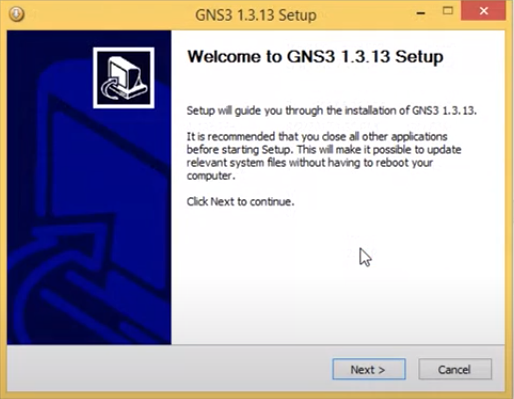 GNS3 1.3.13 Setup
Welcome to GNS3 1.3.13 Setup
Setup will guide you through the installation of GNS3 1.3.13.
It is recommended that you close all other applications
before starting Setup. This will make it possible to update
relevant system files without having to reboot your
computer.
Click Next to continue.
Next >
Cancel